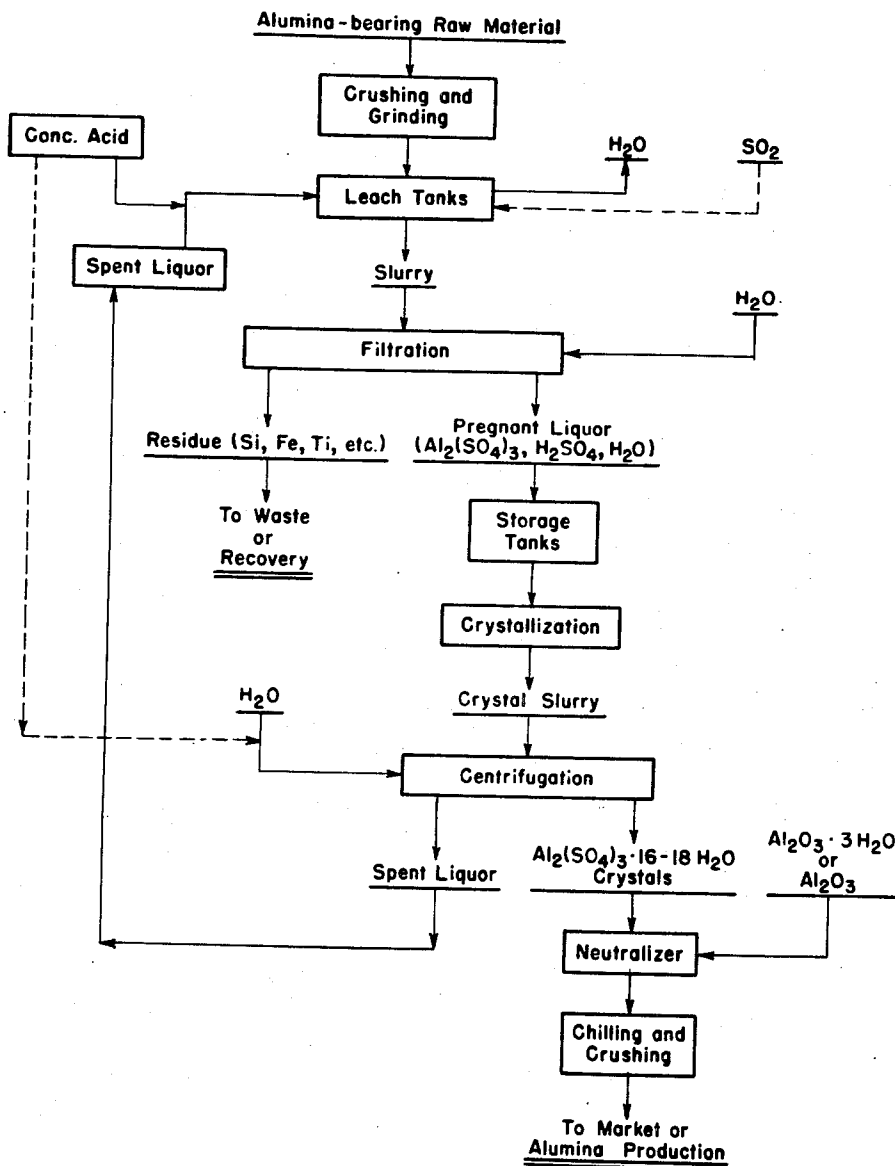 Alumina-bearing Raw Material
Crushing and
Grinding
Conc. Acid
H₂O
SO₂
Leach Tanks
Spent Liquor
Slurry
H₂O
Filtration
Residue (Si, Fe, Ti, etc.)
Pregnant Liquor
(Al₂(SO₄)₃, H₂SO₄, H₂O)
To Waste
or
Recovery
Storage
Tanks
Crystallization
H₂O
Crystal Slurry
Centrifugation
Spent Liquor
Al₂(SO₄)₃·16-18 H₂O
Crystals
Al₂O₃·3H₂O
or
Al₂O₃
Neutralizer
Chilling and
Crushing
To Market or
Alumina Production